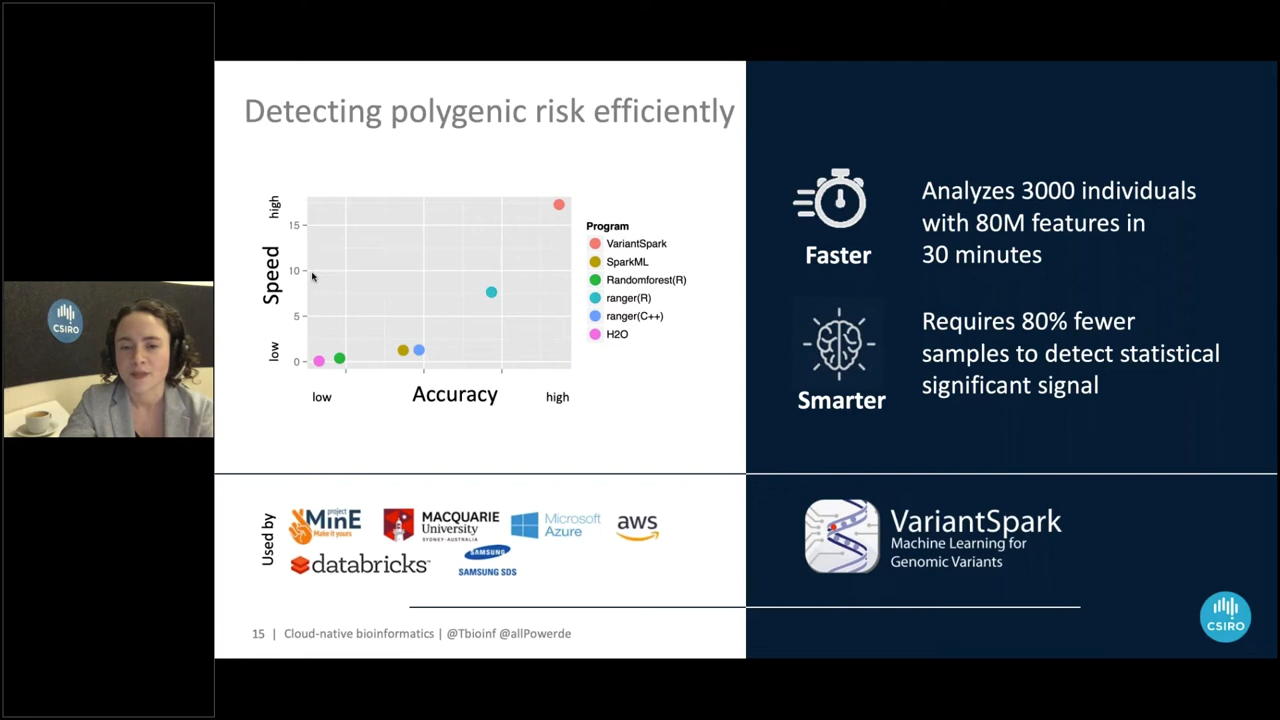 Detecting polygenic risk efficiently
high
Speed
low
15
10
5
0
low
Accuracy
high
Program
VariantSpark
SparkML
Randomforest(R)
ranger(R)
ranger(C++)
H2O
Faster
Analyzes 3000 individuals
with 80M features in
30 minutes
Smarter
Requires 80% fewer
samples to detect statistical
significant signal
CSIRO
Used by
project
MinE
Make it yours
MACQUARIE
University
SYDNEY·AUSTRALIA
Microsoft
Azure
aws
databricks
SAMSUNG
SAMSUNG SDS
VariantSpark
Machine Learning for
Genomic Variants
15 | Cloud-native bioinformatics | @Tbioinf @allPowerde
CSIRO